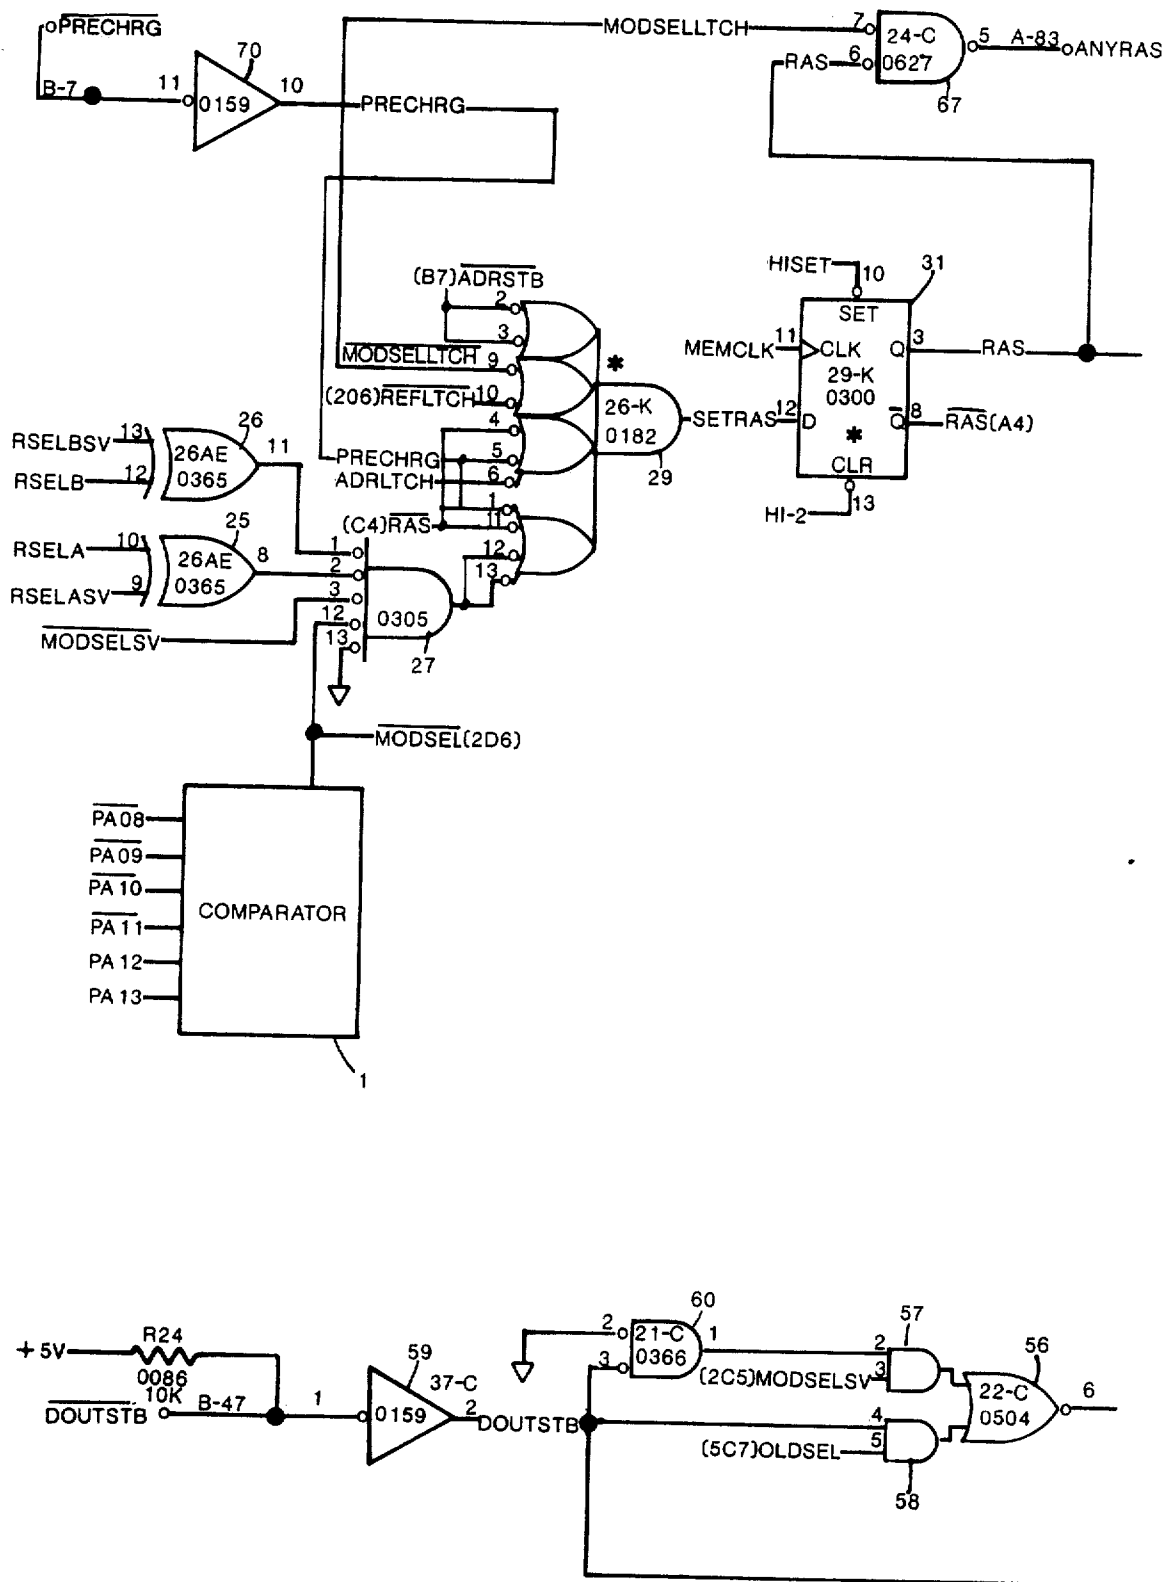 PRECHRG
B-7
11
70
0159
10
PRECHRG
MODSELLTCH
7
RAS
6
24-C
0627
5
A-83
ANYRAS
67
(B7)ADRSTB
2
3
MODSELLTCH
9
(206)REFLTCH
10
4
PRECHRG
5
ADRLTCH
6
1
(C4)RAS
11
12
13
*
26-K
0182
29
SETRAS
HISET
10
31
SET
MEMCLK
11
CLK
Q
3
RAS
29-K
0300
12
D
Q
8
RAS(A4)
*
CLR
13
HI-2
RSELBSV
13
RSELB
12
26
26AE
0365
11
RSELA
10
RSELASV
9
25
26AE
0365
8
MODSELSV
1
2
3
12
13
0305
27
MODSEL(2D6)
PA08
PA09
PA10
PA11
PA12
PA13
COMPARATOR
1
+5V
R24
0086
10K
DOUTSTB
B-47
1
59
37-C
0159
2
DOUTSTB
2
3
60
21-C
0366
1
(2C5)MODSELSV
2
3
57
4
(5C7)OLDSEL
5
58
56
22-C
0504
6